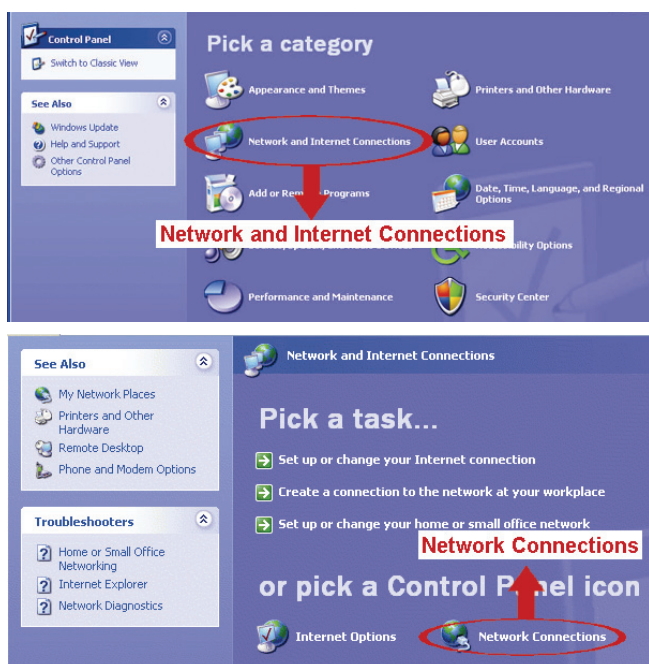 Control Panel
Switch to Classic View
See Also
Windows Update
Help and Support
Other Control Panel
Options
Pick a category
Appearance and Themes
Printers and Other Hardware
Network and Internet Connections
User Accounts
Add or Remove Programs
Date, Time, Language, and Regional
Options
Network and Internet Connections
Accessibility Options
Performance and Maintenance
Security Center
See Also
My Network Places
Printers and Other
Hardware
Remote Desktop
Phone and Modem Options
Troubleshooters
Home or Small Office
Networking
Internet Explorer
Network Diagnostics
Network and Internet Connections
Pick a task...
Set up or change your Internet connection
Create a connection to the network at your workplace
Set up or change your home or small office network
Network Connections
or pick a Control Panel icon
Internet Options
Network Connections